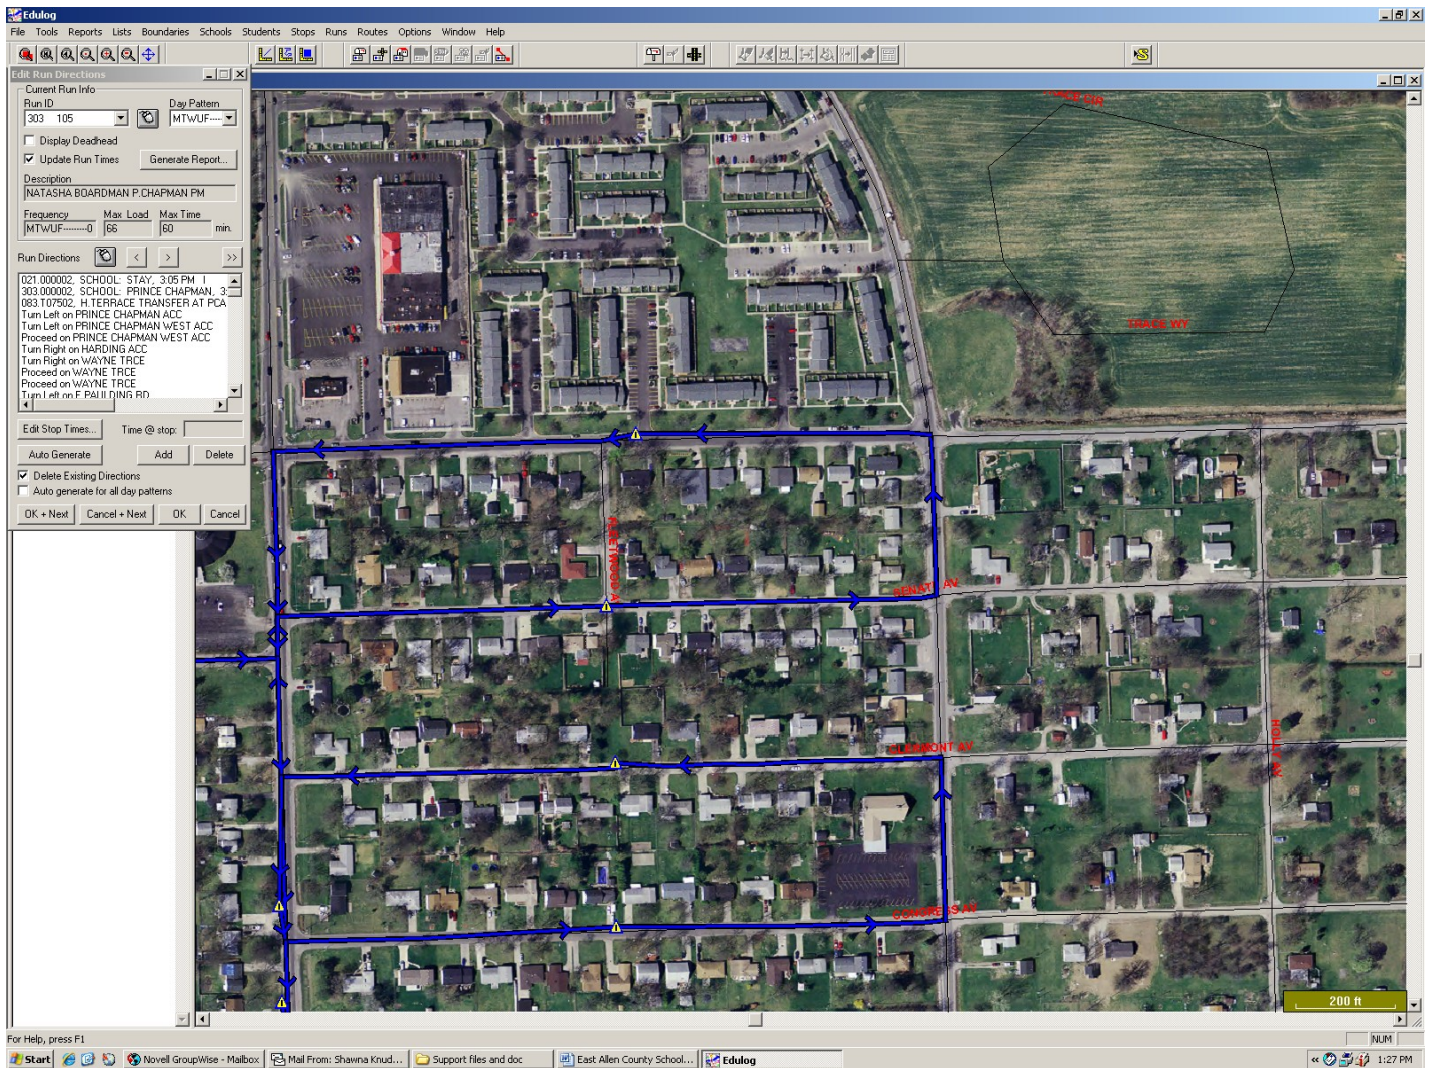 Edulog
File Tools Reports Lists Boundaries Schools Students Stops Runs Routes Options Window Help
Edit Run Directions
Current Run Info
Run ID Day Pattern
303 105 MTWUF----
Display Deadhead
Update Run Times Generate Report...
Description
NATASHA BOARDMAN P.CHAPMAN PM
Frequency Max Load Max Time
MTWUF--------0 66 60 min.
Run Directions < > >>
021.000002, SCHOOL: STAY, 3:05 PM
303.000002, SCHOOL: PRINCE CHAPMAN, 3:
083.T07502, H.TERRACE TRANSFER AT PCA
Turn Left on PRINCE CHAPMAN ACC
Turn Left on PRINCE CHAPMAN WEST ACC
Proceed on PRINCE CHAPMAN WEST ACC
Turn Right on HARDING ACC
Turn Right on WAYNE TRCE
Proceed on WAYNE TRCE
Proceed on WAYNE TRCE
Turn Left on E PAULDING RD
Edit Stop Times... Time @ stop:
Auto Generate Add Delete
Delete Existing Directions
Auto generate for all day patterns
OK + Next Cancel + Next OK Cancel
TRACE WY
FLEETWOOD A
SENATE AV
CLERMONT AV
HOLLY AV
CONGRESS AV
200 ft
For Help, press F1
NUM
Start Novell GroupWise - Mailbox Mail From: Shawna Knud... Support files and doc East Allen County School... Edulog « 1:27 PM